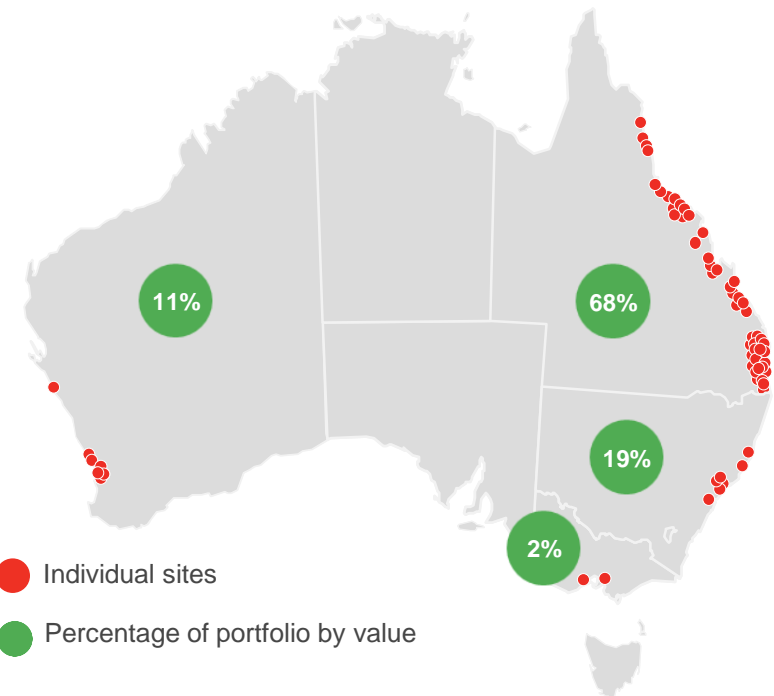 11%
68%
19%
2%
Individual sites
Percentage of portfolio by value